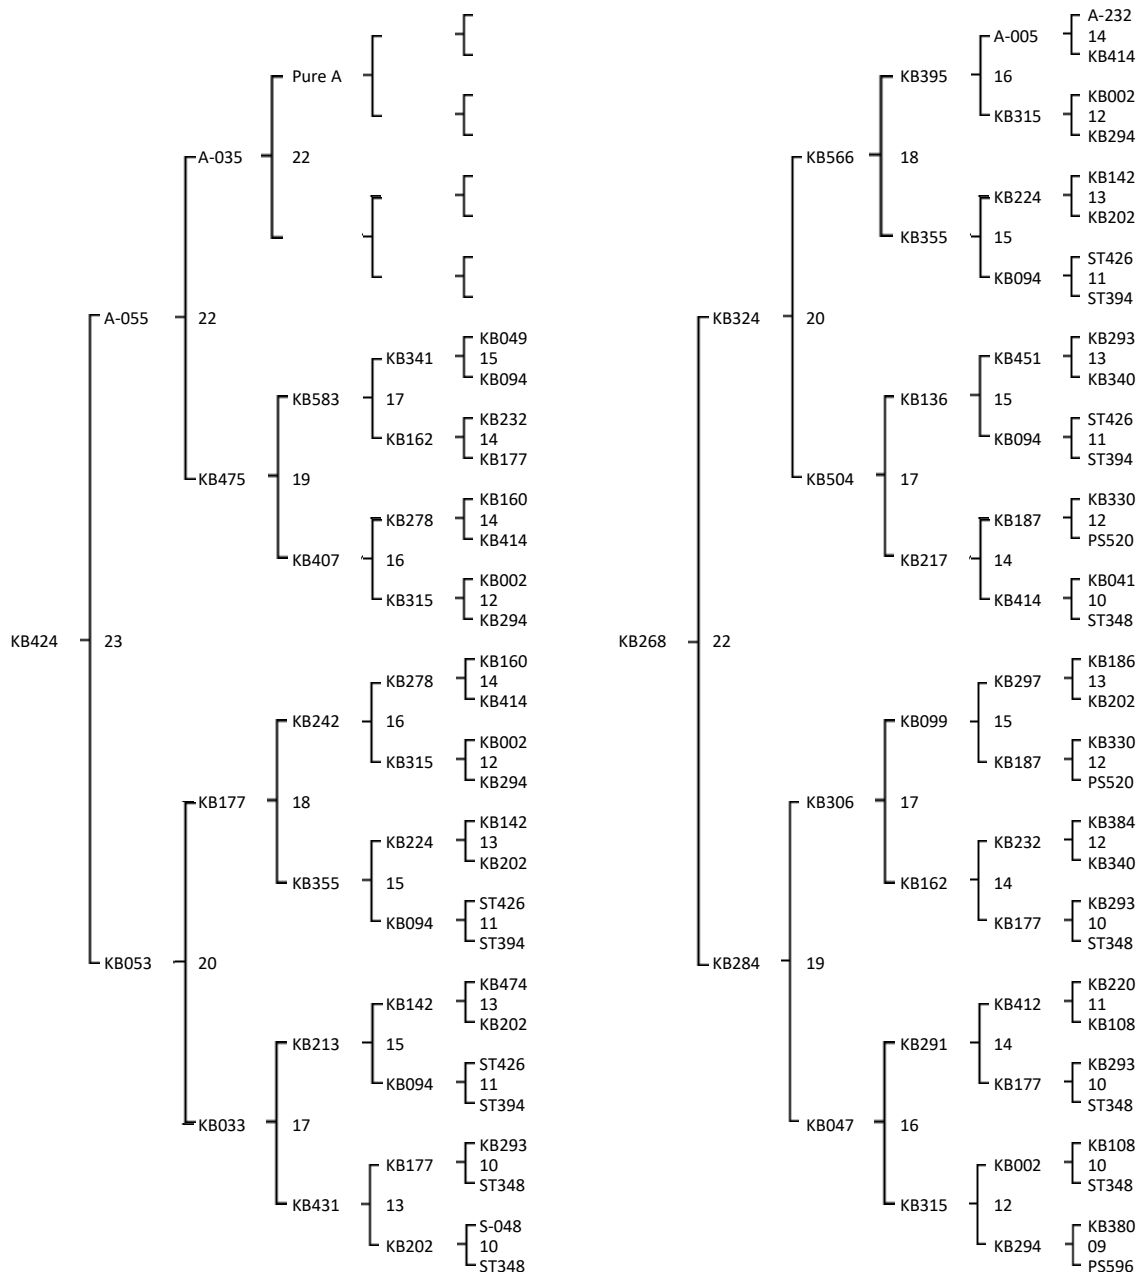 A-232
A-005 14
KB414
Pure A KB395 16
KB002
KB315 12
KB294
A-035 22 KB566 18
KB142
KB224 13
KB202
KB355 15
ST426
KB094 11
ST394
A-055 22 KB324 20
KB049 KB293
KB341 15 KB451 13
KB094 KB340
KB583 17 KB136 15
KB232 ST426
KB162 14 KB094 11
KB177 ST394
KB475 19 KB504 17
KB160 KB330
KB278 14 KB187 12
KB414 PS520
KB407 16 KB217 14
KB002 KB041
KB315 12 KB414 10
KB294 ST348
KB424 23 KB268 22
KB160 KB186
KB278 14 KB297 13
KB414 KB202
KB242 16 KB099 15
KB002 KB330
KB315 12 KB187 12
KB294 PS520
KB177 18 KB306 17
KB142 KB384
KB224 13 KB232 12
KB202 KB340
KB355 15 KB162 14
ST426 KB293
KB094 11 KB177 10
ST394 ST348
KB053 20 KB284 19
KB474 KB220
KB142 13 KB412 11
KB202 KB108
KB213 15 KB291 14
ST426 KB293
KB094 11 KB177 10
ST394 ST348
KB033 17 KB047 16
KB293 KB108
KB177 10 KB002 10
ST348 ST348
KB431 13 KB315 12
S-048 KB380
KB202 10 KB294 09
ST348 PS596